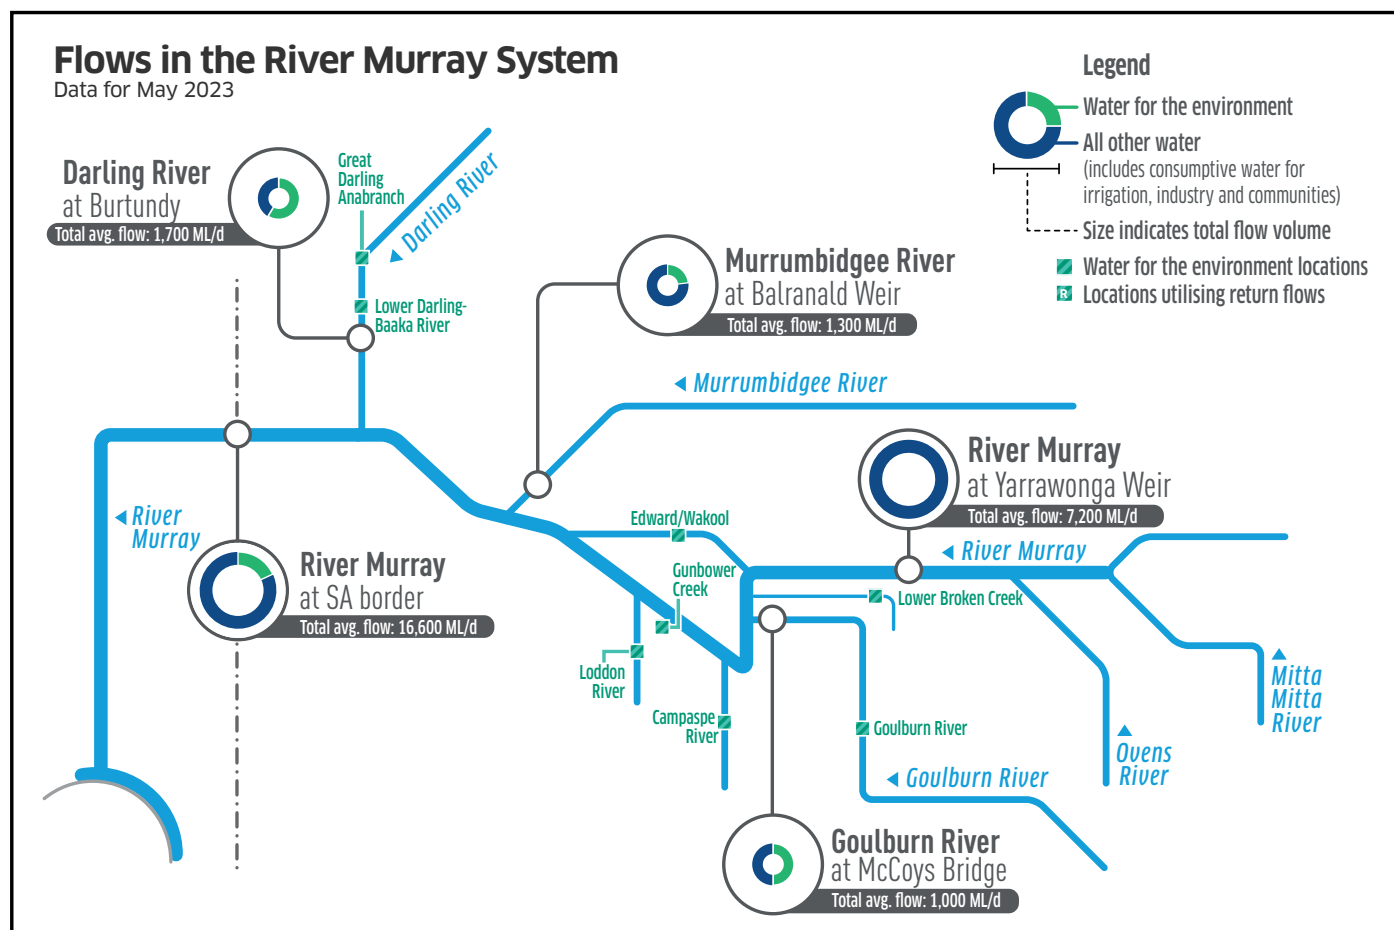 Flows in the River Murray System
Data for May 2023
Legend
Water for the environment
All other water
(includes consumptive water for
irrigation, industry and communities)
Size indicates total flow volume
Water for the environment locations
R
Locations utilising return flows
Darling River
at Burtundy
Total avg. flow: 1,700 ML/d
Great
Darling
Anabranch
Darling River
Lower Darling-
Baaka River
Murrumbidgee River
at Balranald Weir
Total avg. flow: 1,300 ML/d
Murrumbidgee River
River Murray
at Yarrawonga Weir
Total avg. flow: 7,200 ML/d
River
Murray
River Murray
at SA border
Total avg. flow: 16,600 ML/d
Edward/Wakool
River Murray
Gunbower
Creek
Lower Broken Creek
Loddon
River
Campaspe
River
Goulburn River
Goulburn River
Ovens
River
Mitta
Mitta
River
Goulburn River
at McCoys Bridge
Total avg. flow: 1,000 ML/d